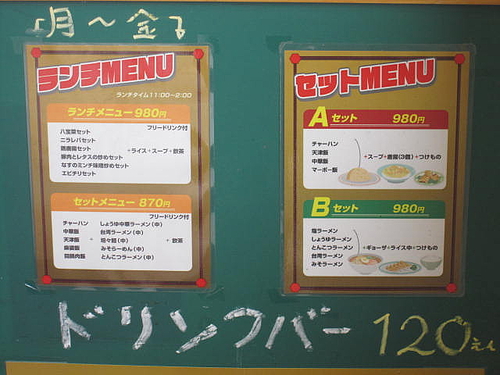 「月〜金」
ランチMENU
ランチタイム11:00〜2:00
ランチメニュー 980円
フリードリンク付
八宝菜セット
ニラレバセット
酢豚セット
豚肉とレタスの炒めセット
なすのミンチ味噌炒めセット
エビチリセット
+ライス+スープ+飲茶
セットメニュー 870円
フリードリンク付
チャーハン
中華飯
天津飯
麻婆飯
回鍋肉飯
+
しょうゆ中華ラーメン(中)
台湾ラーメン(中)
坦々麺(中)
みそらーめん(中)
とんこつラーメン(中)
+飲茶
セットMENU
Aセット 980円
チャーハン
天津飯
中華飯
マーボー飯
+スープ+唐揚(3個)+つけもの
Bセット 980円
塩ラーメン
しょうゆラーメン
とんこつラーメン
台湾ラーメン
みそラーメン
+ギョーザ+ライス中+つけもの
ドリンクバー 120えん